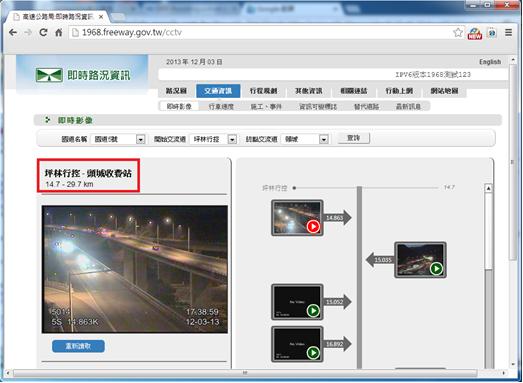 高速公路局:即時路況資訊
1968.freeway.gov.tw/cctv
NEW
即時路況資訊
2013 年 12 月 03 日
English
IPV6版本1968測試123
路況圖 交通資訊 行程規劃 其他資訊 相關連結 行動上網 網站地圖
即時影像 行車速度 施工、事件 資訊可變標誌 替代道路 最新訊息
即時影像
國道名稱 國道5號 開始交流道 坪林行控 終點交流道 頭城 查詢
坪林行控 - 頭城收費站
14.7 - 29.7 km
5014 17:38:59
5S 14.863K 12-03-13
重新讀取
坪林行控 14.7
14.863
15.035
No Video
15.052
No Video
16.892